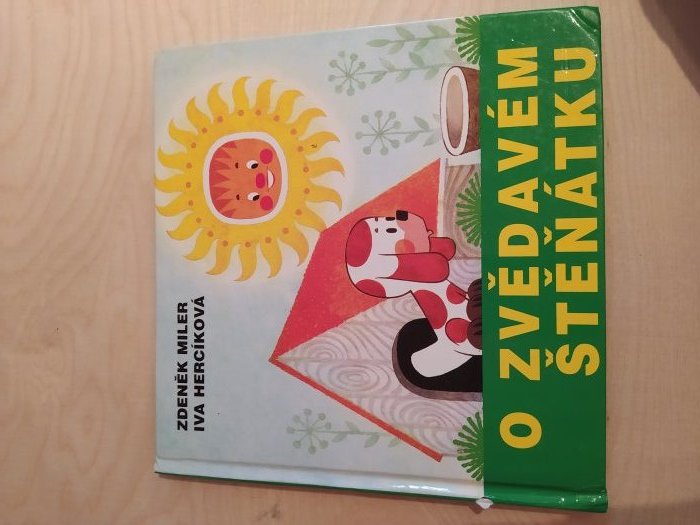 ZDENĚK MILER
IVA HERCÍKOVÁ
O ZVĚDAVÉM
ŠTĚŇÁTKU